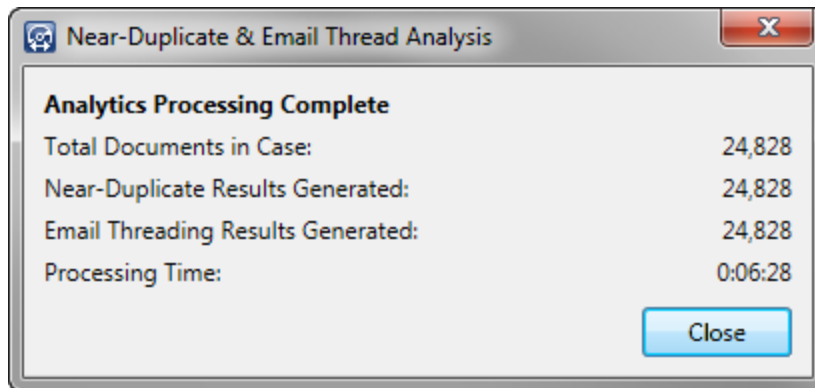 Near-Duplicate & Email Thread Analysis
Analytics Processing Complete
Total Documents in Case: 24,828
Near-Duplicate Results Generated: 24,828
Email Threading Results Generated: 24,828
Processing Time: 0:06:28
Close